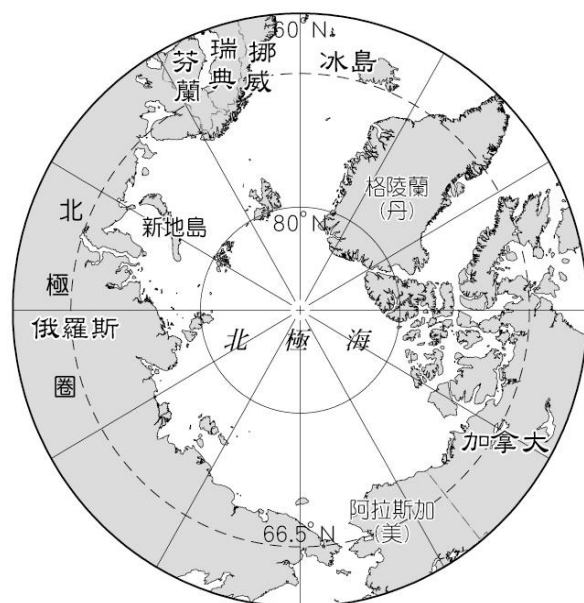 60°N
冰島
挪威
瑞典
芬蘭
格陵蘭
(丹)
80°N
新地島
北極圈
俄羅斯
北極海
加拿大
阿拉斯加
(美)
66.5°N